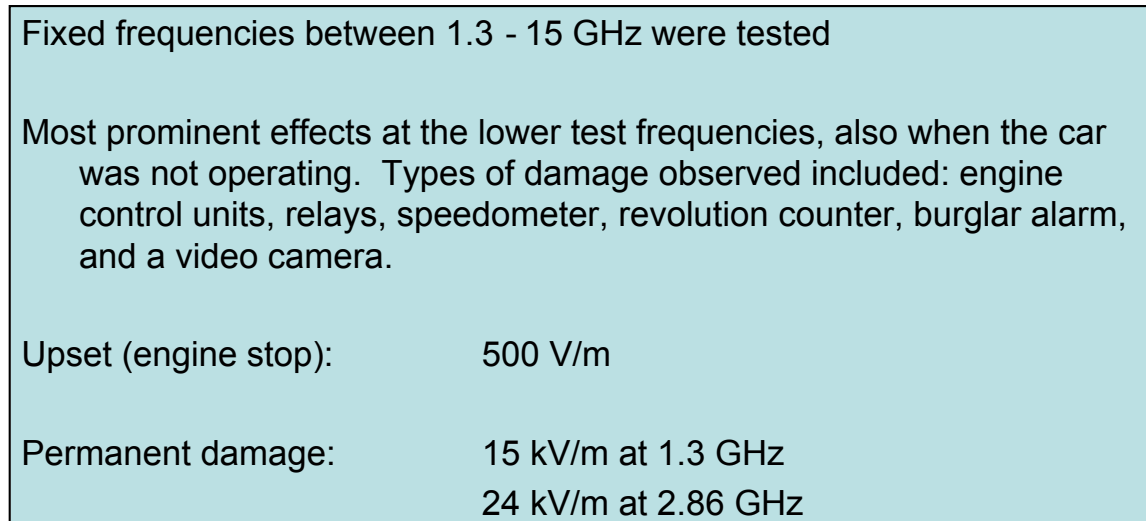 Fixed frequencies between 1.3 - 15 GHz were tested
Most prominent effects at the lower test frequencies, also when the car
was not operating. Types of damage observed included: engine
control units, relays, speedometer, revolution counter, burglar alarm,
and a video camera.
Upset (engine stop): 500 V/m
Permanent damage: 15 kV/m at 1.3 GHz
24 kV/m at 2.86 GHz